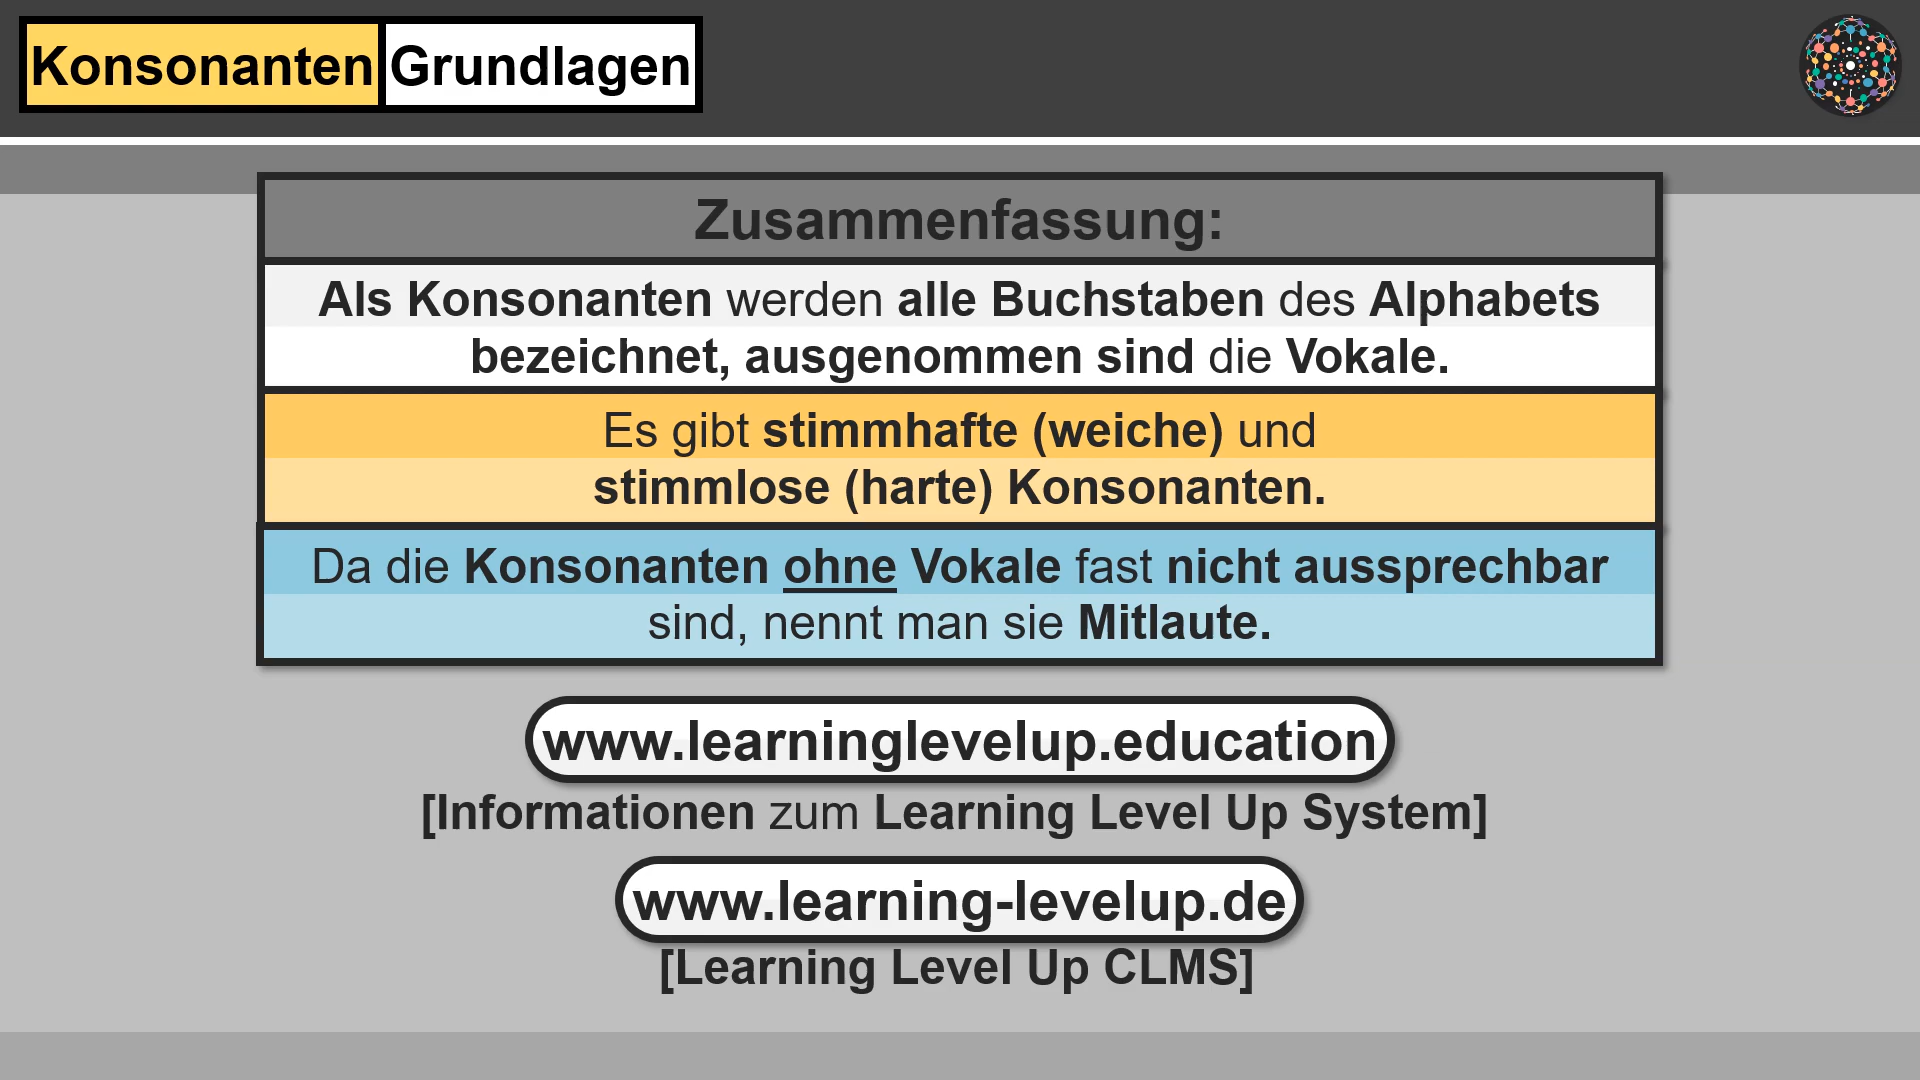 Konsonanten Grundlagen
Zusammenfassung:
Als Konsonanten werden alle Buchstaben des Alphabets
bezeichnet, ausgenommen sind die Vokale.
Es gibt stimmhafte (weiche) und
stimmlose (harte) Konsonanten.
Da die Konsonanten ohne Vokale fast nicht aussprechbar
sind, nennt man sie Mitlaute.
www.learninglevelup.education
[Informationen zum Learning Level Up System]
www.learning-levelup.de
[Learning Level Up CLMS]